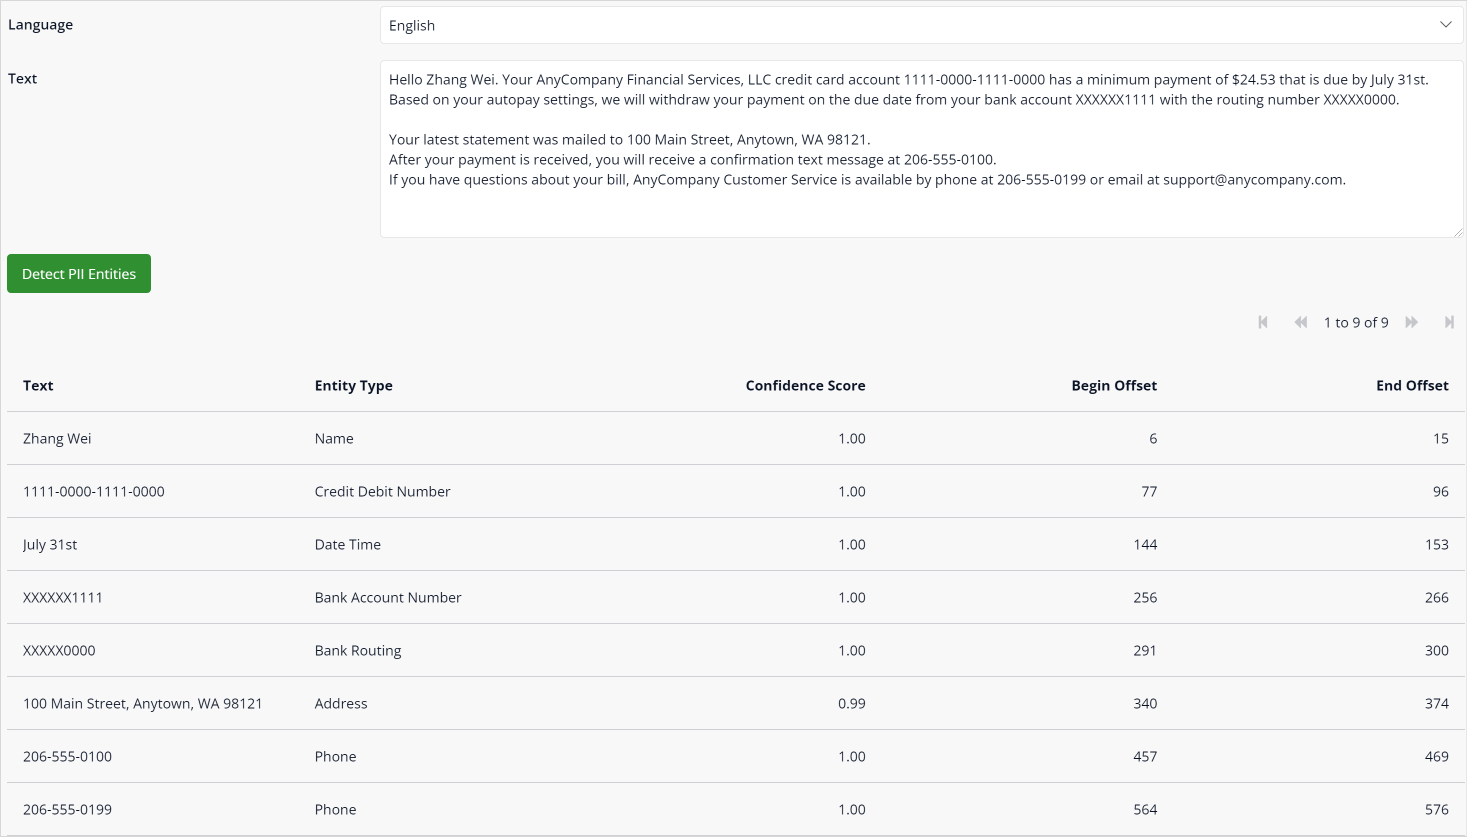 Language
English
Text
Hello Zhang Wei. Your AnyCompany Financial Services, LLC credit card account 1111-0000-1111-0000 has a minimum payment of $24.53 that is due by July 31st.
Based on your autopay settings, we will withdraw your payment on the due date from your bank account XXXXXX1111 with the routing number XXXXX0000.
Your latest statement was mailed to 100 Main Street, Anytown, WA 98121.
After your payment is received, you will receive a confirmation text message at 206-555-0100.
If you have questions about your bill, AnyCompany Customer Service is available by phone at 206-555-0199 or email at support@anycompany.com.
Detect PII Entities
1 to 9 of 9
Text Entity Type Confidence Score Begin Offset End Offset
Zhang Wei Name 1.00 6 15
1111-0000-1111-0000 Credit Debit Number 1.00 77 96
July 31st Date Time 1.00 144 153
XXXXXX1111 Bank Account Number 1.00 256 266
XXXXX0000 Bank Routing 1.00 291 300
100 Main Street, Anytown, WA 98121 Address 0.99 340 374
206-555-0100 Phone 1.00 457 469
206-555-0199 Phone 1.00 564 576